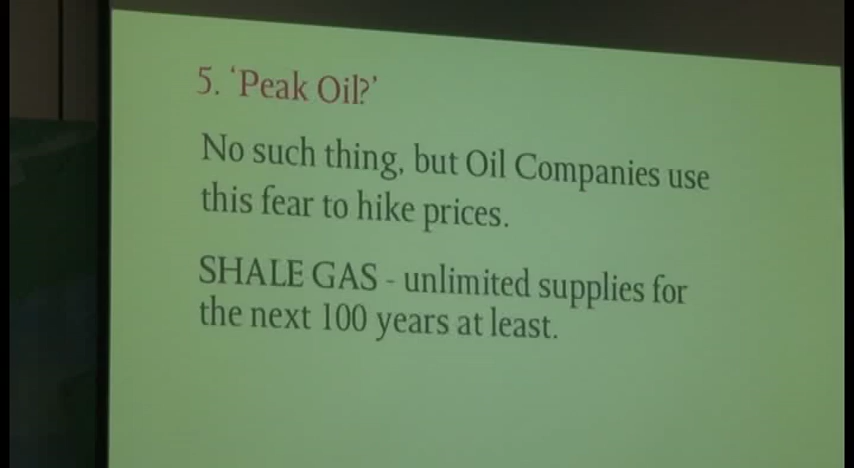 5. ‘Peak Oil?’
No such thing, but Oil Companies use
this fear to hike prices.
SHALE GAS - unlimited supplies for
the next 100 years at least.